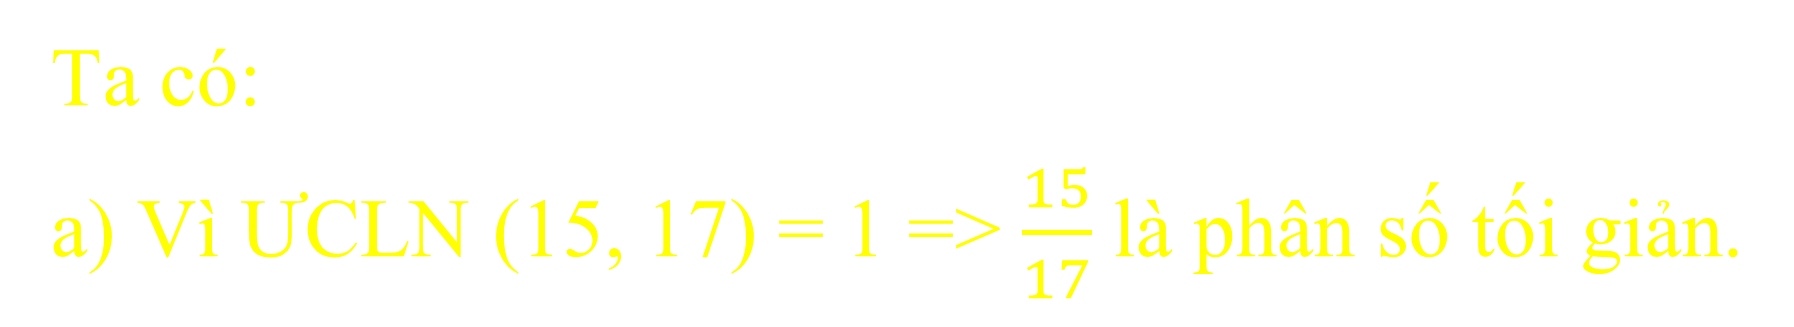 Ta có:
a) Vì ƯCLN (15, 17) = 1 => 15/17 là phân số tối giản.